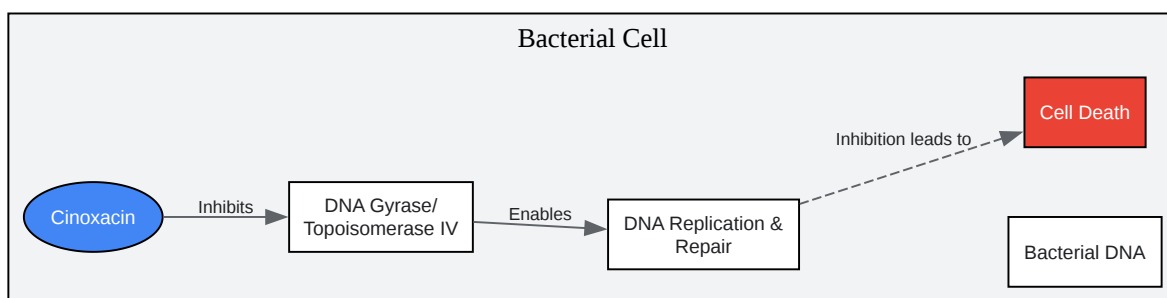 Bacterial Cell
Cell Death
Inhibition leads to
Cinoxacin
Inhibits
DNA Gyrase/
Topoisomerase IV
Enables
DNA Replication &
Repair
Bacterial DNA